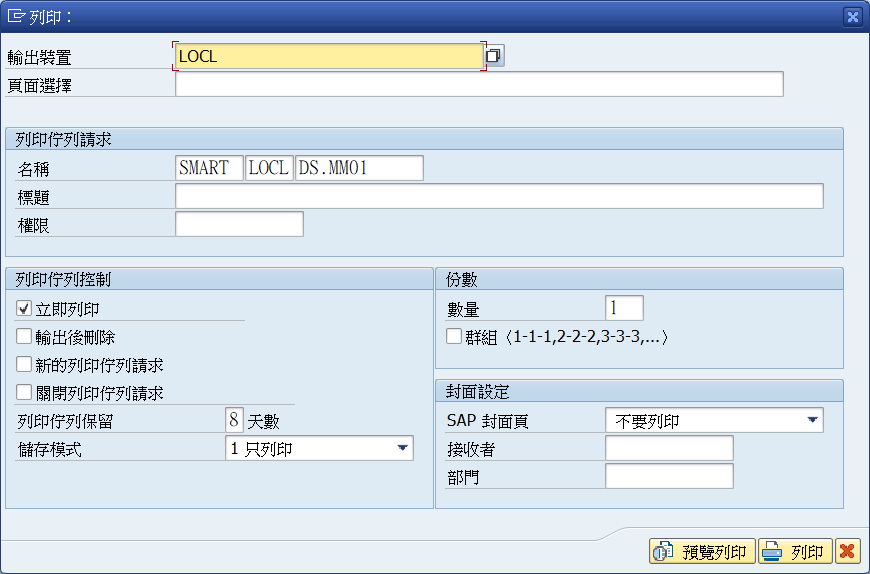 列印：
輸出裝置 LOCL
頁面選擇
列印佇列請求
名稱 SMART LOCL DS.MM01
標題
權限
列印佇列控制
立即列印
輸出後刪除
新的列印佇列請求
關閉列印佇列請求
列印佇列保留 8 天數
儲存模式 1 只列印
份數
數量 1
群組〈1-1-1,2-2-2,3-3-3,...〉
封面設定
SAP 封面頁 不要列印
接收者
部門
預覽列印 列印